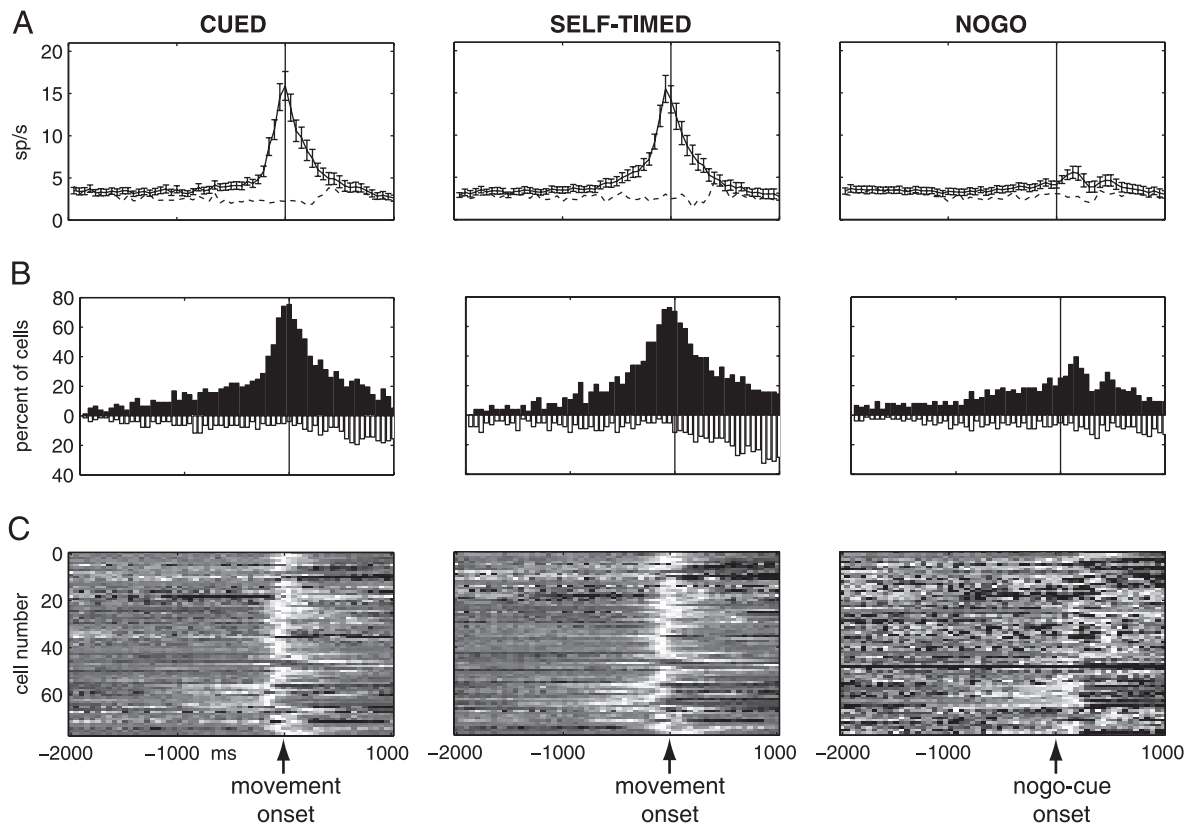 A
CUED
SELF-TIMED
NOGO
20
15
10
5
0
sp/s
B
80
60
40
20
0
20
40
percent of cells
C
0
20
40
60
cell number
−2000 −1000 ms 1000
−2000 −1000 1000
−2000 −1000 1000
movement onset
movement onset
nogo-cue onset